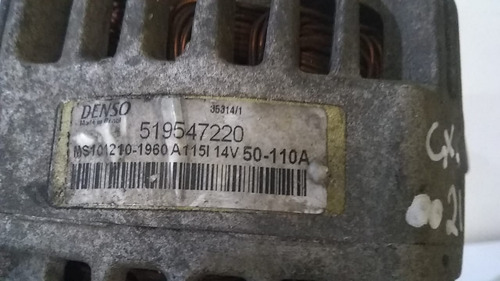 DENSO
35314/1
519547220
MS101210-1960 A115I 14V 50-110A